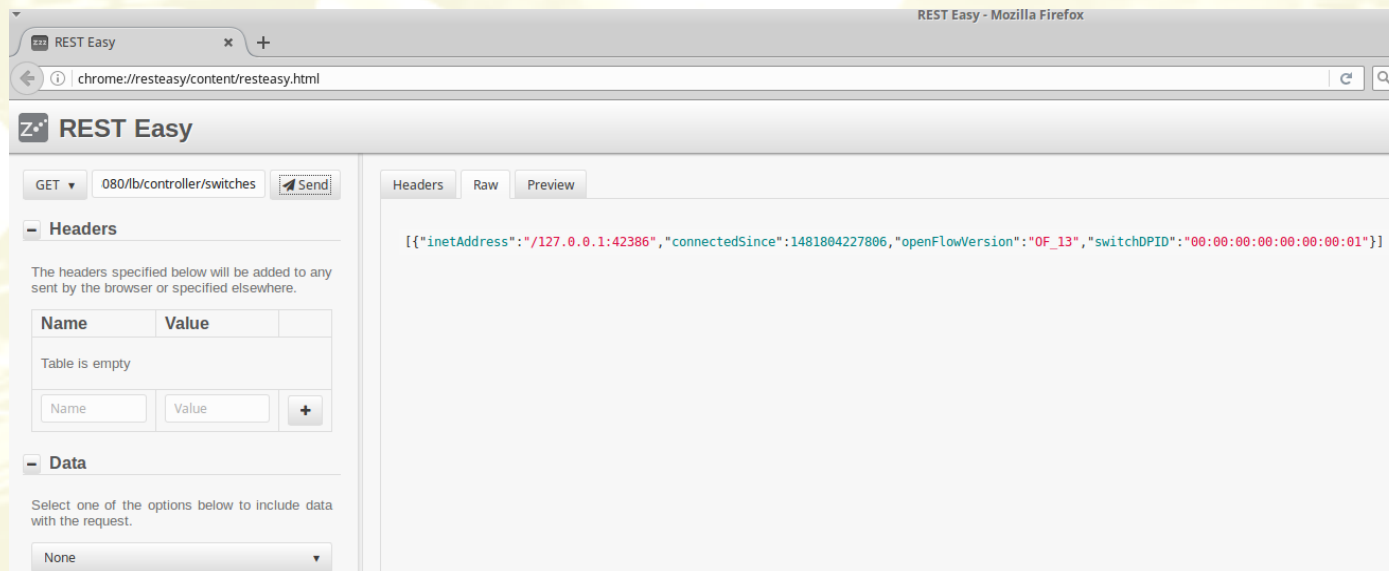 REST Easy - Mozilla Firefox
REST Easy
chrome://resteasy/content/resteasy.html
REST Easy
GET 080/lb/controller/switches Send
Headers Raw Preview
[{"inetAddress":"/127.0.0.1:42386","connectedSince":1481804227806,"openFlowVersion":"OF_13","switchDPID":"00:00:00:00:00:00:00:01"}]
Headers
The headers specified below will be added to any
sent by the browser or specified elsewhere.
Name Value
Table is empty
Name Value +
Data
Select one of the options below to include data
with the request.
None